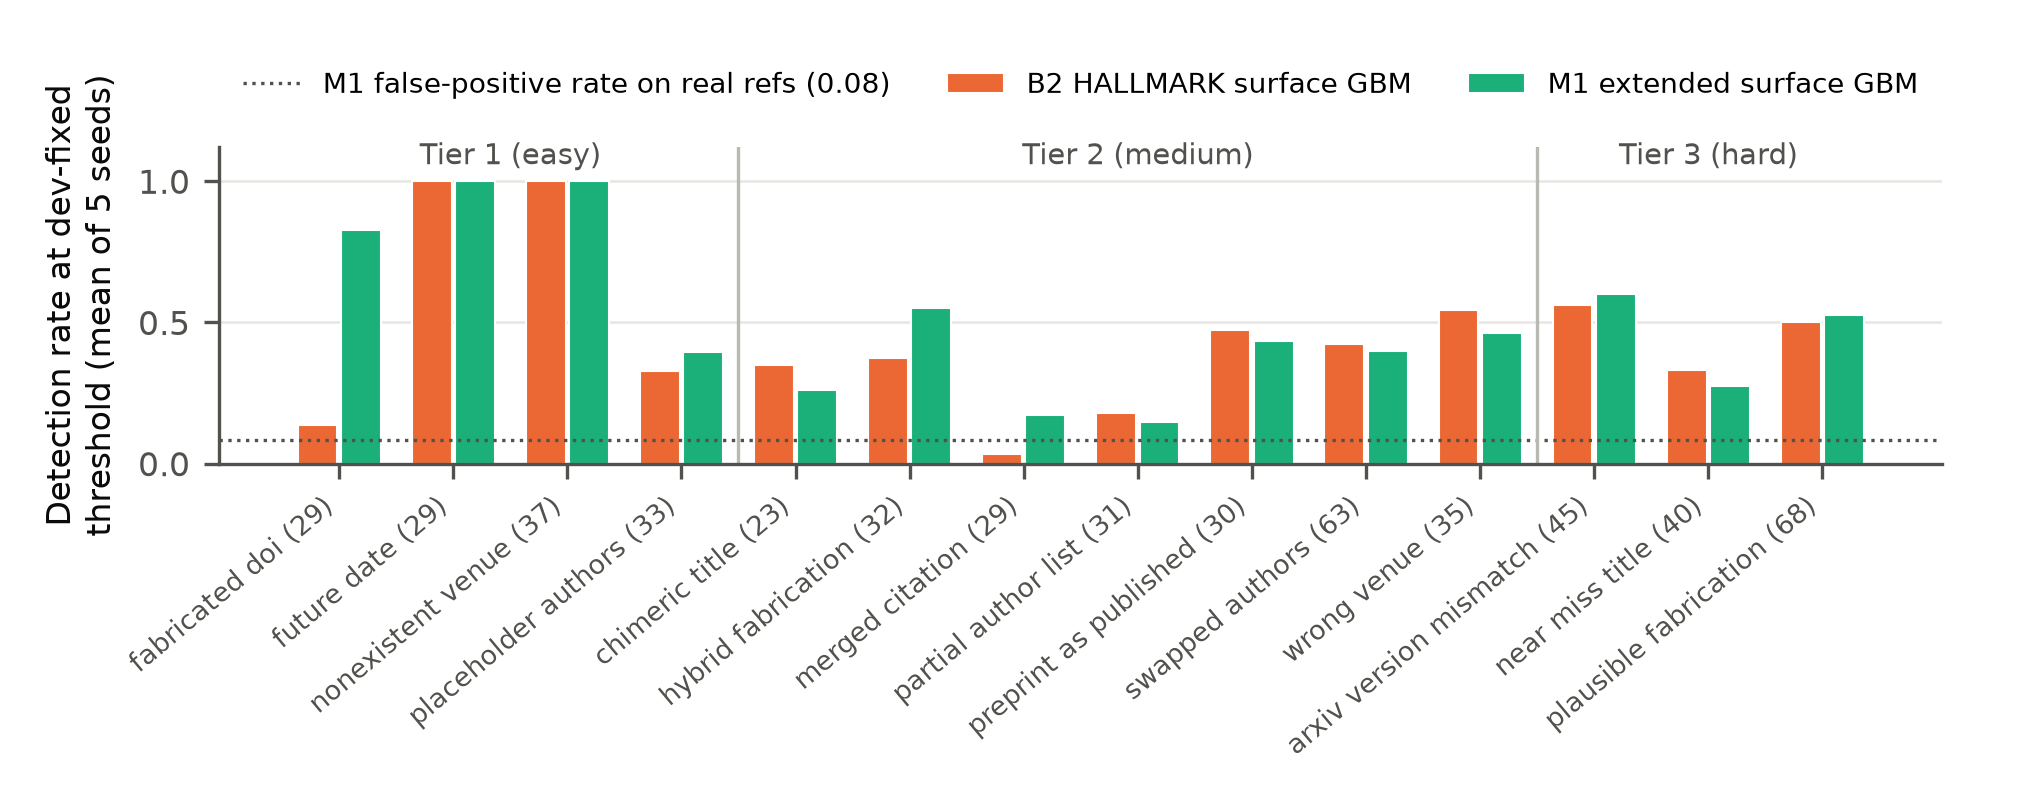 M1 false-positive rate on real refs (0.08)
B2 HALLMARK surface GBM
M1 extended surface GBM
Detection rate at dev-fixed
threshold (mean of 5 seeds)
Tier 1 (easy)
Tier 2 (medium)
Tier 3 (hard)
1.0
0.5
0.0
fabricated doi (29)
future date (29)
nonexistent venue (37)
placeholder authors (33)
chimeric title (23)
hybrid fabrication (32)
merged citation (29)
partial author list (31)
preprint as published (30)
swapped authors (63)
wrong venue (35)
arxiv version mismatch (45)
near miss title (40)
plausible fabrication (68)